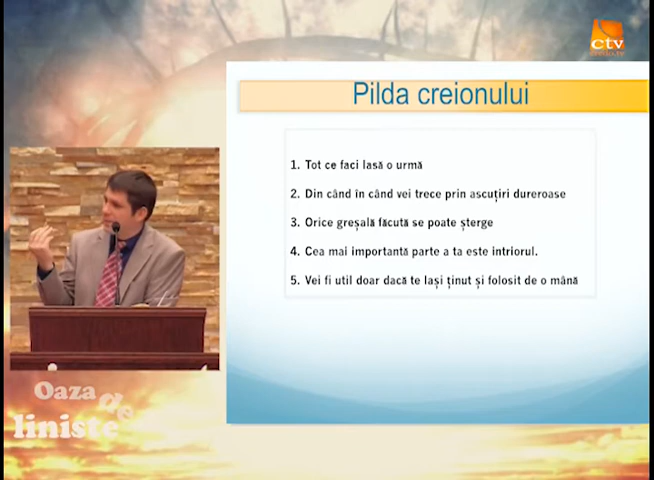 ctv
Pilda creionului
1. Tot ce faci lasă o urmă
2. Din când în când vei trece prin ascuțiri dureroase
3. Orice greșală făcută se poate șterge
4. Cea mai importantă parte a ta este intriorul.
5. Vei fi util doar dacă te lași ținut și folosit de o mână
Oaza de
liniste